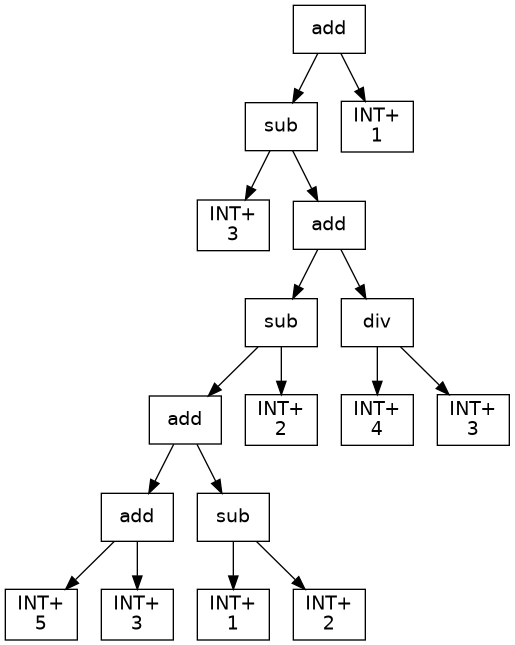 add
sub
INT+
1
INT+
3
add
sub
div
add
INT+
2
INT+
4
INT+
3
add
sub
INT+
5
INT+
3
INT+
1
INT+
2